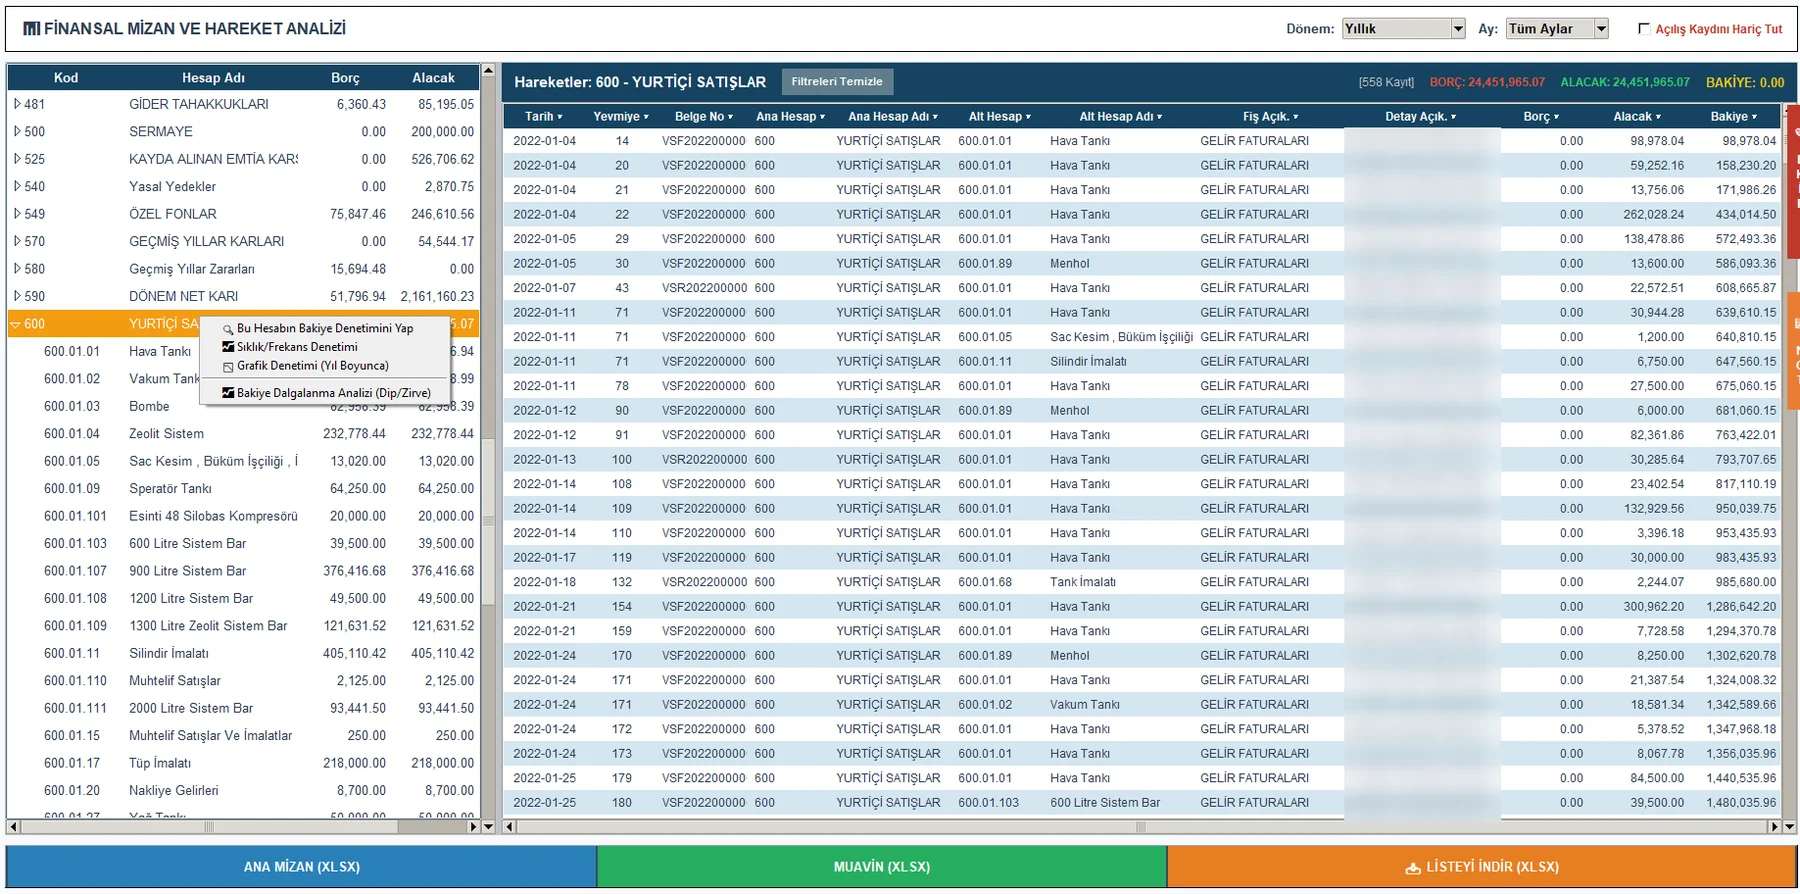 FİNANSAL MİZAN VE HAREKET ANALİZİ Dönem: Yıllık Ay: Tüm Aylar Açılış Kaydını Hariç Tut
Kod Hesap Adı Borç Alacak
481 GİDER TAHAKKUKLARI 6,360.43 85,195.05
500 SERMAYE 0.00 200,000.00
525 KAYDA ALINAN EMTİA KARŞ 0.00 526,706.62
540 Yasal Yedekler 0.00 2,870.75
549 ÖZEL FONLAR 75,847.46 246,610.56
570 GEÇMİŞ YILLAR KARLARI 0.00 54,544.17
580 Geçmiş Yıllar Zararları 15,694.48 0.00
590 DÖNEM NET KARI 51,796.94 2,161,160.23
600 YURTİÇİ SA 5.07
Bu Hesabın Bakiye Denetimini Yap
Sıklık/Frekans Denetimi
Grafik Denetimi (Yıl Boyunca)
Bakiye Dalgalanma Analizi (Dip/Zirve)
600.01.01 Hava Tankı 6.94
600.01.02 Vakum Tank 8.99
600.01.03 Bombe 62,958.39 62,958.39
600.01.04 Zeolit Sistem 232,778.44 232,778.44
600.01.05 Sac Kesim , Büküm İşçiliği , İ 13,020.00 13,020.00
600.01.09 Speratör Tankı 64,250.00 64,250.00
600.01.101 Esinti 48 Silobas Kompresörü 20,000.00 20,000.00
600.01.103 600 Litre Sistem Bar 39,500.00 39,500.00
600.01.107 900 Litre Sistem Bar 376,416.68 376,416.68
600.01.108 1200 Litre Sistem Bar 49,500.00 49,500.00
600.01.109 1300 Litre Zeolit Sistem Bar 121,631.52 121,631.52
600.01.11 Silindir İmalatı 405,110.42 405,110.42
600.01.110 Muhtelif Satışlar 2,125.00 2,125.00
600.01.111 2000 Litre Sistem Bar 93,441.50 93,441.50
600.01.15 Muhtelif Satışlar Ve İmalatlar 250.00 250.00
600.01.17 Tüp İmalatı 218,000.00 218,000.00
600.01.20 Nakliye Gelirleri 8,700.00 8,700.00
600.01.27 Yağ Tankı 50,000.00 50,000.00
Hareketler: 600 - YURTİÇİ SATIŞLAR Filtreleri Temizle [558 Kayıt] BORÇ: 24,451,965.07 ALACAK: 24,451,965.07 BAKİYE: 0.00
Tarih Yevmiye Belge No Ana Hesap Ana Hesap Adı Alt Hesap Alt Hesap Adı Fiş Açık. Detay Açık. Borç Alacak Bakiye
2022-01-04 14 VSF202200000 600 YURTİÇİ SATIŞLAR 600.01.01 Hava Tankı GELİR FATURALARI 0.00 98,978.04 98,978.04
2022-01-04 20 VSF202200000 600 YURTİÇİ SATIŞLAR 600.01.01 Hava Tankı GELİR FATURALARI 0.00 59,252.16 158,230.20
2022-01-04 21 VSF202200000 600 YURTİÇİ SATIŞLAR 600.01.01 Hava Tankı GELİR FATURALARI 0.00 13,756.06 171,986.26
2022-01-04 22 VSF202200000 600 YURTİÇİ SATIŞLAR 600.01.01 Hava Tankı GELİR FATURALARI 0.00 262,028.24 434,014.50
2022-01-05 29 VSF202200000 600 YURTİÇİ SATIŞLAR 600.01.01 Hava Tankı GELİR FATURALARI 0.00 138,478.86 572,493.36
2022-01-05 30 VSF202200000 600 YURTİÇİ SATIŞLAR 600.01.89 Menhol GELİR FATURALARI 0.00 13,600.00 586,093.36
2022-01-07 43 VSR202200000 600 YURTİÇİ SATIŞLAR 600.01.01 Hava Tankı GELİR FATURALARI 0.00 22,572.51 608,665.87
2022-01-11 71 VSF202200000 600 YURTİÇİ SATIŞLAR 600.01.01 Hava Tankı GELİR FATURALARI 0.00 30,944.28 639,610.15
2022-01-11 71 VSF202200000 600 YURTİÇİ SATIŞLAR 600.01.05 Sac Kesim , Büküm İşçiliği GELİR FATURALARI 0.00 1,200.00 640,810.15
2022-01-11 71 VSF202200000 600 YURTİÇİ SATIŞLAR 600.01.11 Silindir İmalatı GELİR FATURALARI 0.00 6,750.00 647,560.15
2022-01-11 78 VSF202200000 600 YURTİÇİ SATIŞLAR 600.01.01 Hava Tankı GELİR FATURALARI 0.00 27,500.00 675,060.15
2022-01-12 90 VSF202200000 600 YURTİÇİ SATIŞLAR 600.01.89 Menhol GELİR FATURALARI 0.00 6,000.00 681,060.15
2022-01-12 91 VSF202200000 600 YURTİÇİ SATIŞLAR 600.01.01 Hava Tankı GELİR FATURALARI 0.00 82,361.86 763,422.01
2022-01-13 100 VSR202200000 600 YURTİÇİ SATIŞLAR 600.01.01 Hava Tankı GELİR FATURALARI 0.00 30,285.64 793,707.65
2022-01-14 108 VSF202200000 600 YURTİÇİ SATIŞLAR 600.01.01 Hava Tankı GELİR FATURALARI 0.00 23,402.54 817,110.19
2022-01-14 109 VSF202200000 600 YURTİÇİ SATIŞLAR 600.01.01 Hava Tankı GELİR FATURALARI 0.00 132,929.56 950,039.75
2022-01-14 110 VSF202200000 600 YURTİÇİ SATIŞLAR 600.01.01 Hava Tankı GELİR FATURALARI 0.00 3,396.18 953,435.93
2022-01-17 119 VSF202200000 600 YURTİÇİ SATIŞLAR 600.01.01 Hava Tankı GELİR FATURALARI 0.00 30,000.00 983,435.93
2022-01-18 132 VSR202200000 600 YURTİÇİ SATIŞLAR 600.01.68 Tank İmalatı GELİR FATURALARI 0.00 2,244.07 985,680.00
2022-01-21 154 VSF202200000 600 YURTİÇİ SATIŞLAR 600.01.01 Hava Tankı GELİR FATURALARI 0.00 300,962.20 1,286,642.20
2022-01-21 159 VSF202200000 600 YURTİÇİ SATIŞLAR 600.01.01 Hava Tankı GELİR FATURALARI 0.00 7,728.58 1,294,370.78
2022-01-24 170 VSF202200000 600 YURTİÇİ SATIŞLAR 600.01.89 Menhol GELİR FATURALARI 0.00 8,250.00 1,302,620.78
2022-01-24 171 VSF202200000 600 YURTİÇİ SATIŞLAR 600.01.01 Hava Tankı GELİR FATURALARI 0.00 21,387.54 1,324,008.32
2022-01-24 171 VSF202200000 600 YURTİÇİ SATIŞLAR 600.01.02 Vakum Tankı GELİR FATURALARI 0.00 18,581.34 1,342,589.66
2022-01-24 172 VSF202200000 600 YURTİÇİ SATIŞLAR 600.01.01 Hava Tankı GELİR FATURALARI 0.00 5,378.52 1,347,968.18
2022-01-24 173 VSF202200000 600 YURTİÇİ SATIŞLAR 600.01.01 Hava Tankı GELİR FATURALARI 0.00 8,067.78 1,356,035.96
2022-01-25 179 VSF202200000 600 YURTİÇİ SATIŞLAR 600.01.01 Hava Tankı GELİR FATURALARI 0.00 84,500.00 1,440,535.96
2022-01-25 180 VSF202200000 600 YURTİÇİ SATIŞLAR 600.01.103 600 Litre Sistem Bar GELİR FATURALARI 0.00 39,500.00 1,480,035.96
ANA MİZAN (XLSX) MUAVİN (XLSX) LİSTEYİ İNDİR (XLSX)